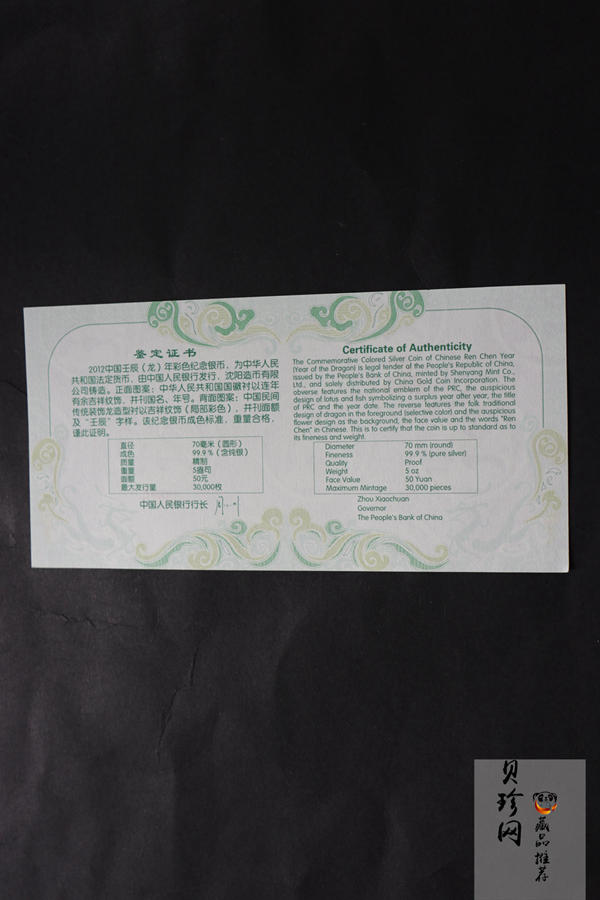 鉴定证书
2012中国壬辰（龙）年彩色纪念银币，为中华人民
共和国法定货币，由中国人民银行发行，沈阳造币有限
公司铸造。正面图案：中华人民共和国国徽衬以连年
有余吉祥纹饰，并刊国名、年号。背面图案：中国民间
传统装饰龙造型衬以吉祥纹饰（局部彩色），并刊面额
及“壬辰”字样。该纪念银币成色标准，重量合格，
谨此证明。
直径 70毫米（圆形）
成色 99.9％（含纯银）
质量 精制
重量 5盎司
面额 50元
最大发行量 30,000枚
中国人民银行行长
Certificate of Authenticity
The Commemorative Colored Silver Coin of Chinese Ren Chen Year
(Year of the Dragon) is legal tender of the People's Republic of China,
issued by the People's Bank of China, minted by Shenyang Mint Co.,
Ltd., and solely distributed by China Gold Coin Incorporation. The
obverse features the national emblem of the PRC, the auspicious
design of lotus and fish symbolizing a surplus year after year, the title
of PRC and the year date. The reverse features the folk traditional
design of dragon in the foreground (selective color) and the auspicious
flower design as the background, the face value and the words "Ren
Chen" in Chinese. This is to certify that the coin is up to standard as to
its fineness and weight.
Diameter 70 mm (round)
Fineness 99.9 % (pure silver)
Quality Proof
Weight 5 oz
Face Value 50 Yuan
Maximum Mintage 30,000 pieces
Zhou Xiaochuan
Governor
The People's Bank of China
贝珍网
藏品推荐